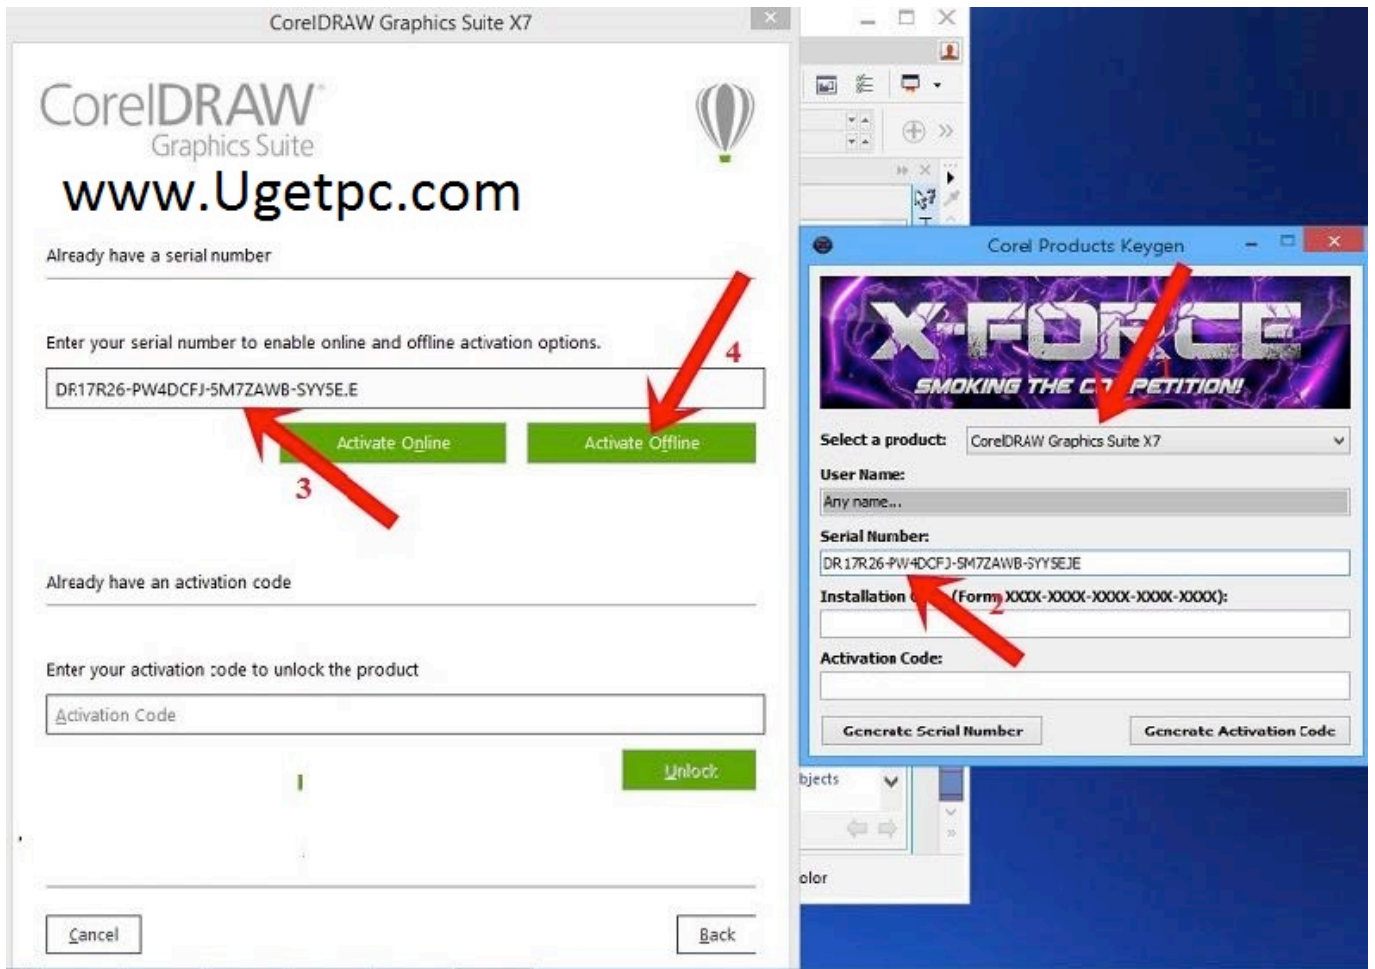 CorelDRAW Graphics Suite X7
CorelDRAW
Graphics Suite
www.Ugetpc.com
Already have a serial number
Enter your serial number to enable online and offline activation options.
4
DR17R26-PW4DCFJ-5M7ZAWB-SYY5EJE
Activate Online
Activate Offline
3
Already have an activation code
Enter your activation code to unlock the product
Activation Code
Unlock
Cancel
Back
Corel Products Keygen
X-FORCE
SMOKING THE COMPETITION!
1
Select a product:
CorelDRAW Graphics Suite X7
User Name:
Any name...
Serial Number:
DR17R26-PW4DCFJ-5M7ZAWB-SYY5EJE
Installation (Form XXXX-XXXX-XXXX-XXXX-XXXX):
2
Activation Code:
Generate Serial Number
Generate Activation Code
bjects
olor